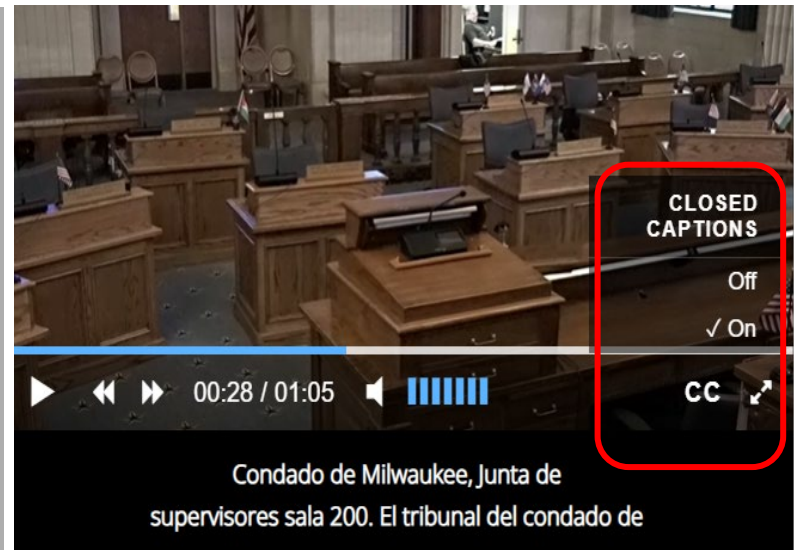 CLOSED
CAPTIONS
Off
✓ On
00:28 / 01:05
CC
Condado de Milwaukee, Junta de
supervisores sala 200. El tribunal del condado de